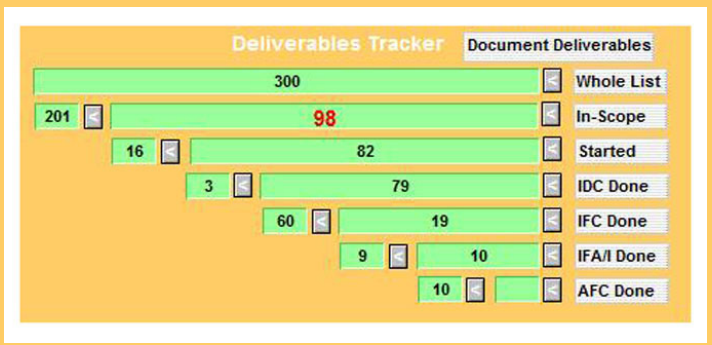 Deliverables Tracker Document Deliverables
300 < Whole List
201 < 98 < In-Scope
16 < 82 < Started
3 < 79 < IDC Done
60 < 19 < IFC Done
9 < 10 < IFA/I Done
10 < < AFC Done